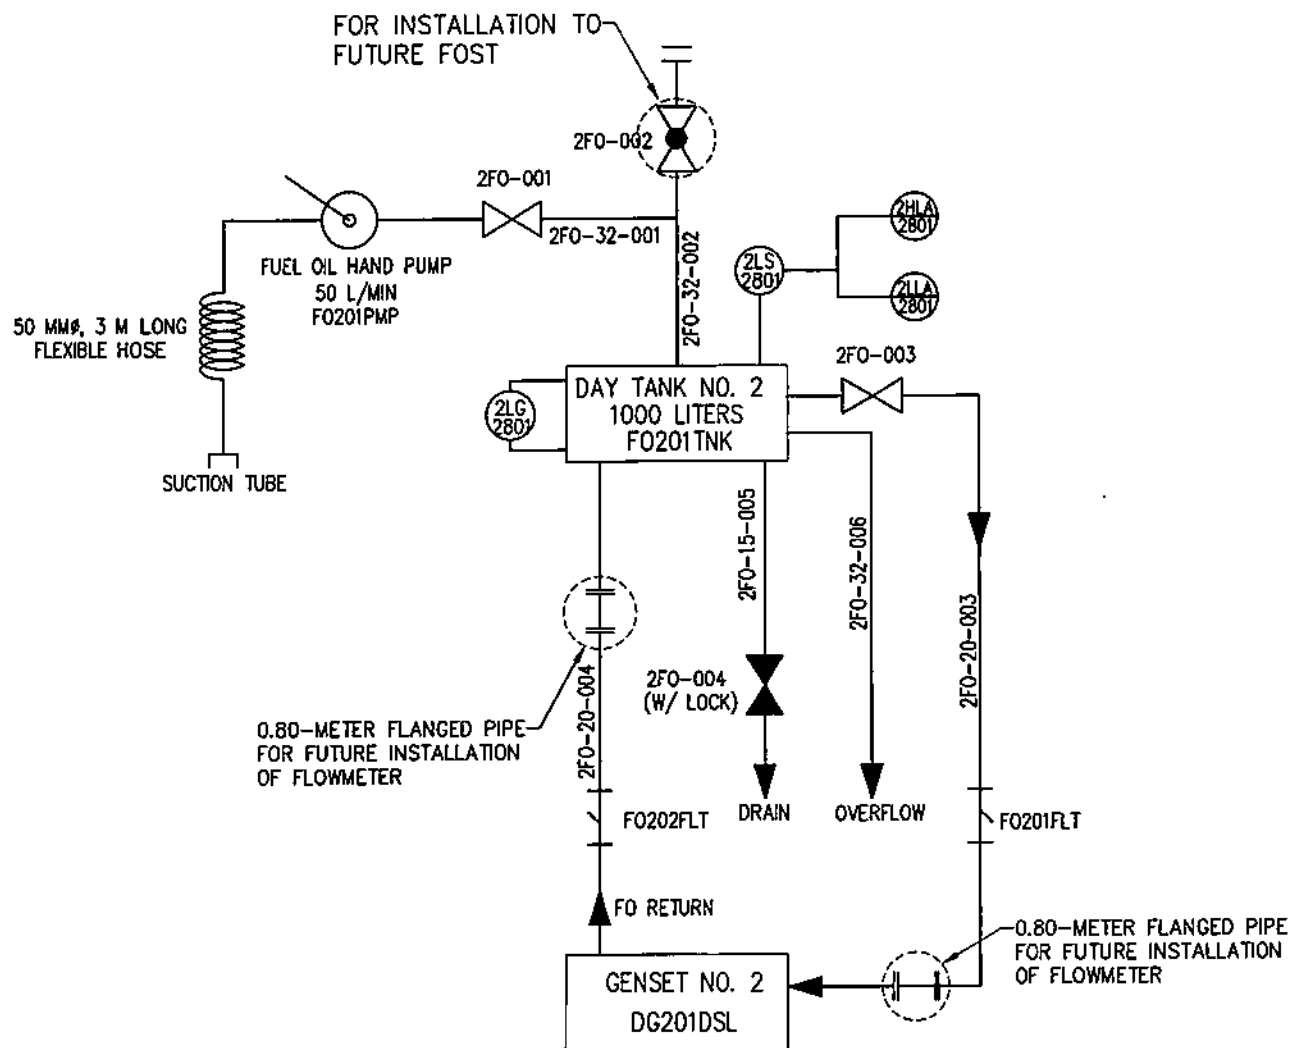 FOR INSTALLATION TO
FUTURE FOST
2FO-002
2FO-001
2FO-32-001
2FO-32-002
FUEL OIL HAND PUMP
50 L/MIN
FO201PMP
50 MMø, 3 M LONG
FLEXIBLE HOSE
SUCTION TUBE
2HLA
2801
2LS
2801
2LLA
2801
2FO-003
2LG
2801
DAY TANK NO. 2
1000 LITERS
FO201TNK
2FO-15-005
2FO-32-006
2FO-20-003
2FO-20-004
2FO-004
(W/ LOCK)
0.80-METER FLANGED PIPE
FOR FUTURE INSTALLATION
OF FLOWMETER
FO202FLT
DRAIN
OVERFLOW
FO201FLT
FO RETURN
0.80-METER FLANGED PIPE
FOR FUTURE INSTALLATION
OF FLOWMETER
GENSET NO. 2
DG201DSL